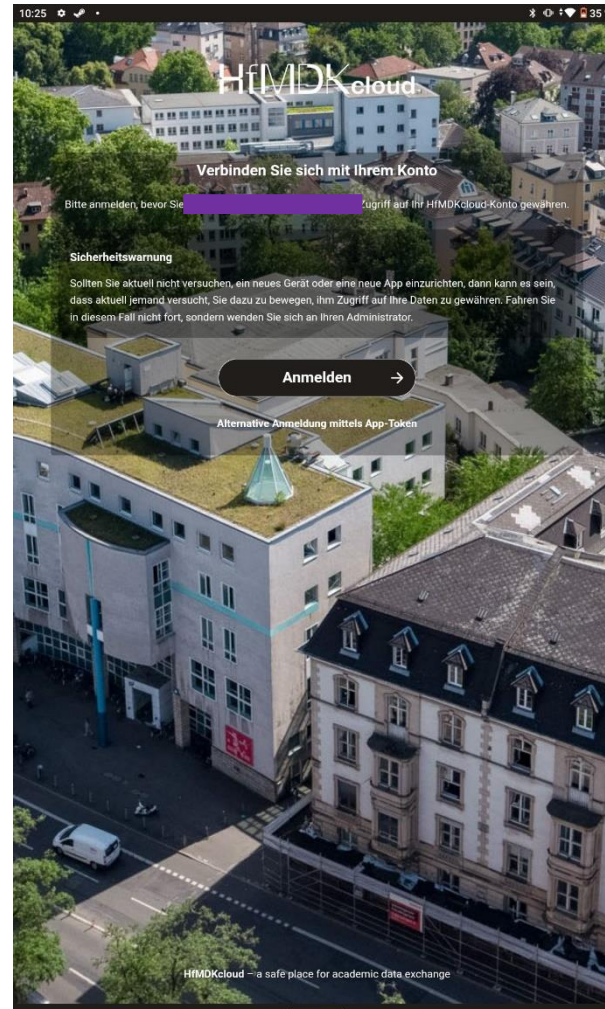 10:25
35
HfMDKcloud
Verbinden Sie sich mit Ihrem Konto
Bitte anmelden, bevor Sie Zugriff auf Ihr HfMDKcloud-Konto gewähren.
Sicherheitswarnung
Sollten Sie aktuell nicht versuchen, ein neues Gerät oder eine neue App einzurichten, dann kann es sein,
dass aktuell jemand versucht, Sie dazu zu bewegen, ihm Zugriff auf Ihre Daten zu gewähren. Fahren Sie
in diesem Fall nicht fort, sondern wenden Sie sich an Ihren Administrator.
Anmelden
Alternative Anmeldung mittels App-Token
HfMDKcloud – a safe place for academic data exchange